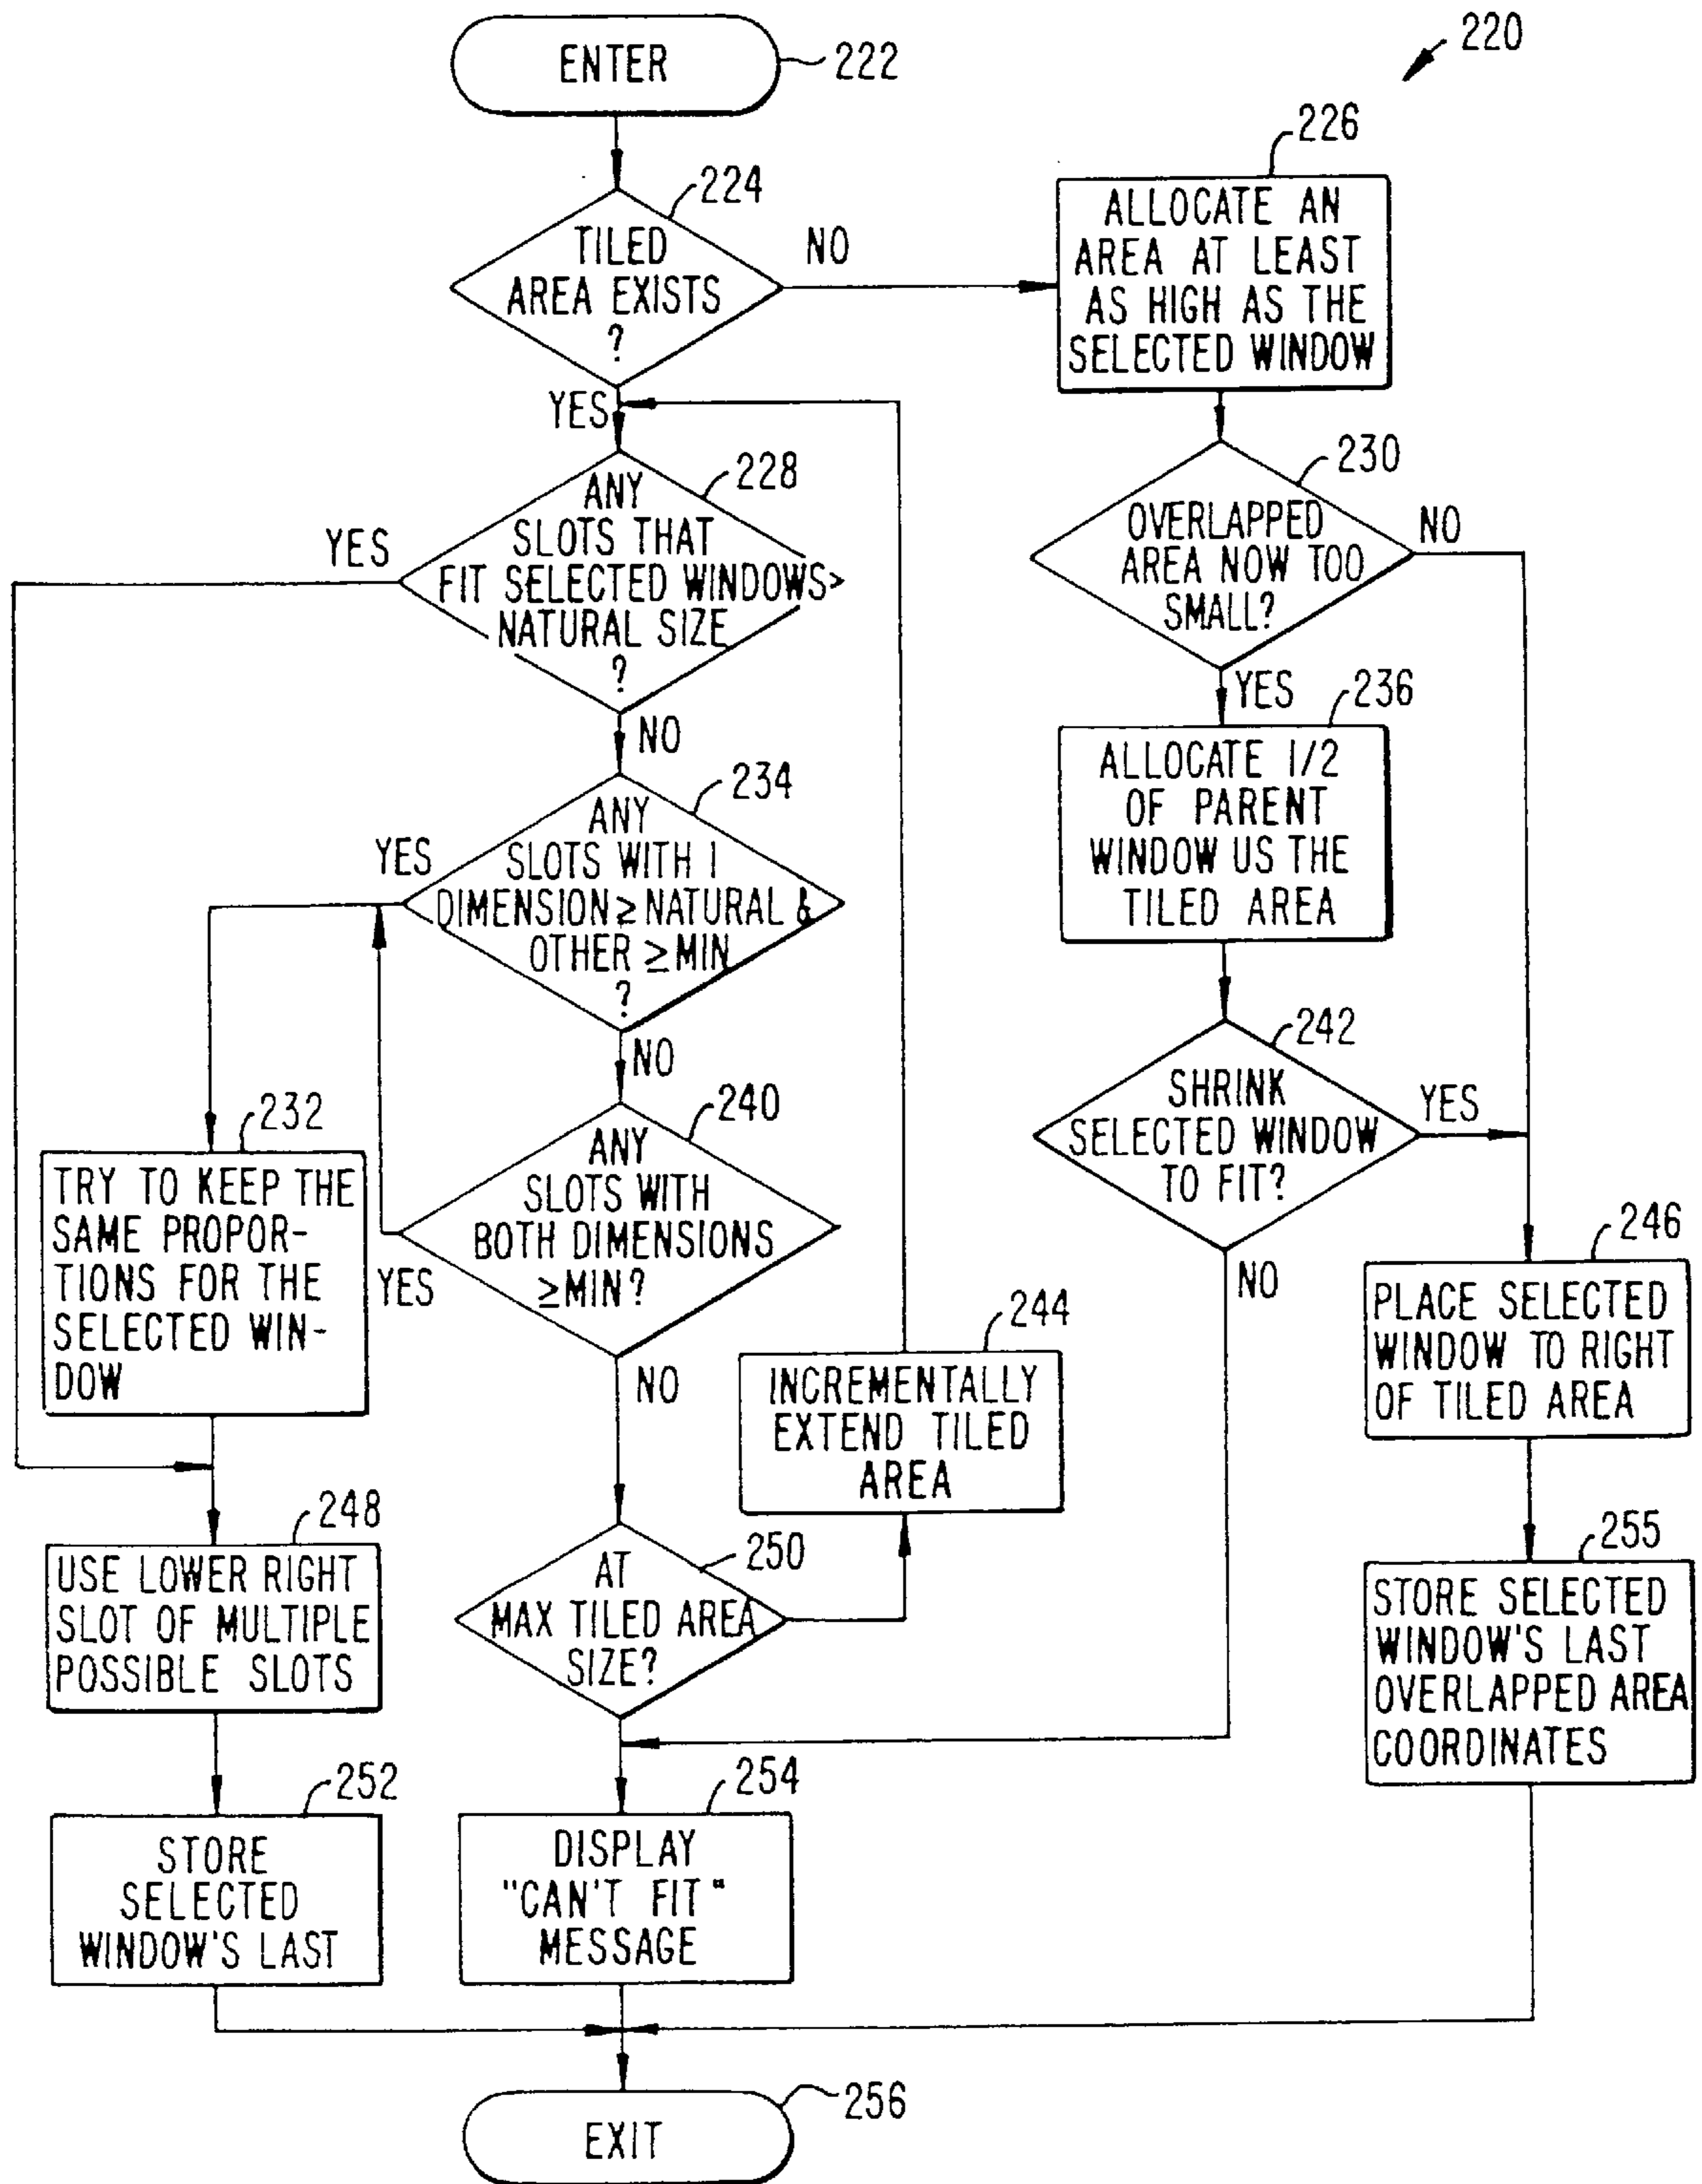 220
ENTER
222
224
TILED
AREA EXISTS
?
NO
YES
226
ALLOCATE AN
AREA AT LEAST
AS HIGH AS THE
SELECTED WINDOW
228
ANY
SLOTS THAT
FIT SELECTED WINDOWS>
NATURAL SIZE
?
YES
NO
230
OVERLAPPED
AREA NOW TOO
SMALL?
NO
YES
234
ANY
SLOTS WITH 1
DIMENSION ≥ NATURAL &
OTHER ≥ MIN
?
YES
NO
236
ALLOCATE 1/2
OF PARENT
WINDOW US THE
TILED AREA
232
TRY TO KEEP THE
SAME PROPOR-
TIONS FOR THE
SELECTED WIN-
DOW
240
ANY
SLOTS WITH
BOTH DIMENSIONS
≥ MIN?
YES
NO
242
SHRINK
SELECTED WINDOW
TO FIT?
YES
NO
244
INCREMENTALLY
EXTEND TILED
AREA
246
PLACE SELECTED
WINDOW TO RIGHT
OF TILED AREA
248
USE LOWER RIGHT
SLOT OF MULTIPLE
POSSIBLE SLOTS
250
AT
MAX TILED AREA
SIZE?
255
STORE SELECTED
WINDOW'S LAST
OVERLAPPED AREA
COORDINATES
252
STORE
SELECTED
WINDOW'S LAST
254
DISPLAY
"CAN'T FIT"
MESSAGE
EXIT
256